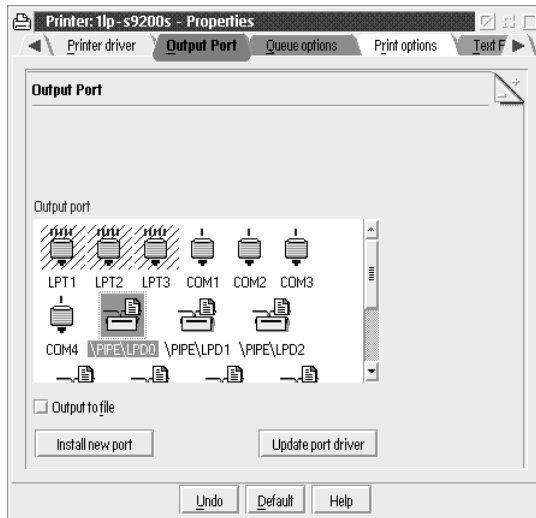 Printer: 1lp-s9200s - Properties
Printer driver Output Port Queue options Print options Text F
Output Port
Output port
LPT1 LPT2 LPT3 COM1 COM2 COM3
COM4 \PIPE\LPD0 \PIPE\LPD1 \PIPE\LPD2
Output to file
Install new port Update port driver
Undo Default Help